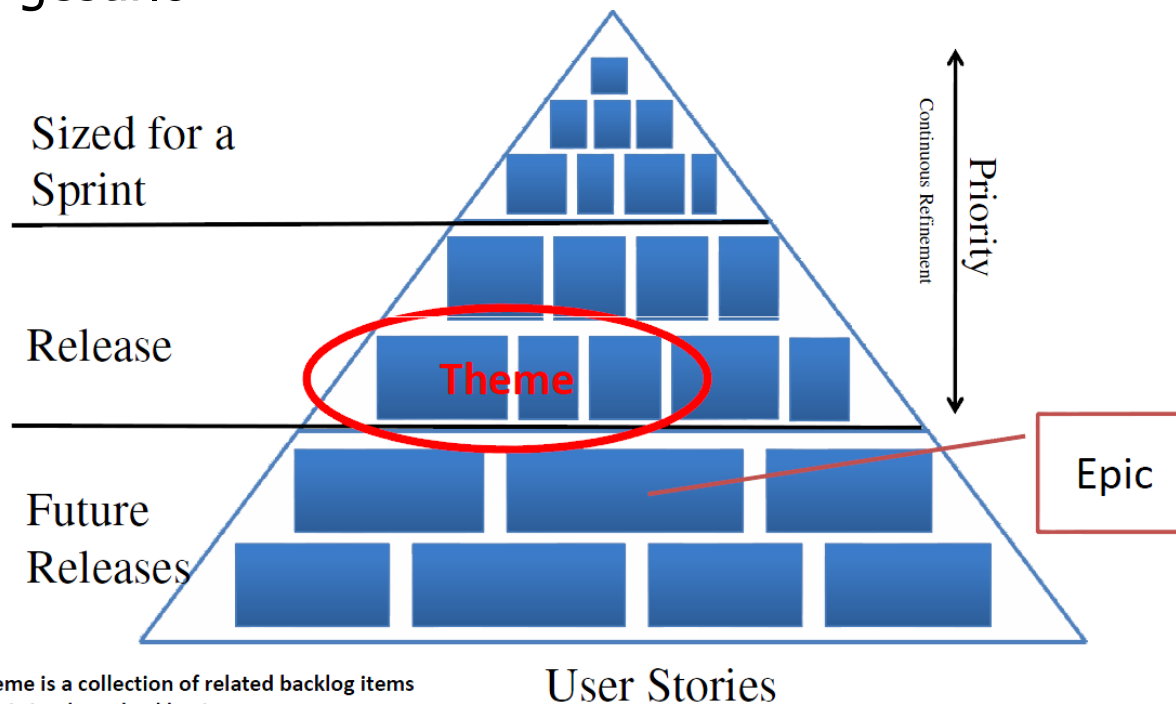 Sized for a
Sprint
Continuous Refinement
Priority
Release
Theme
Epic
Future
Releases
User Stories
eme is a collection of related backlog items